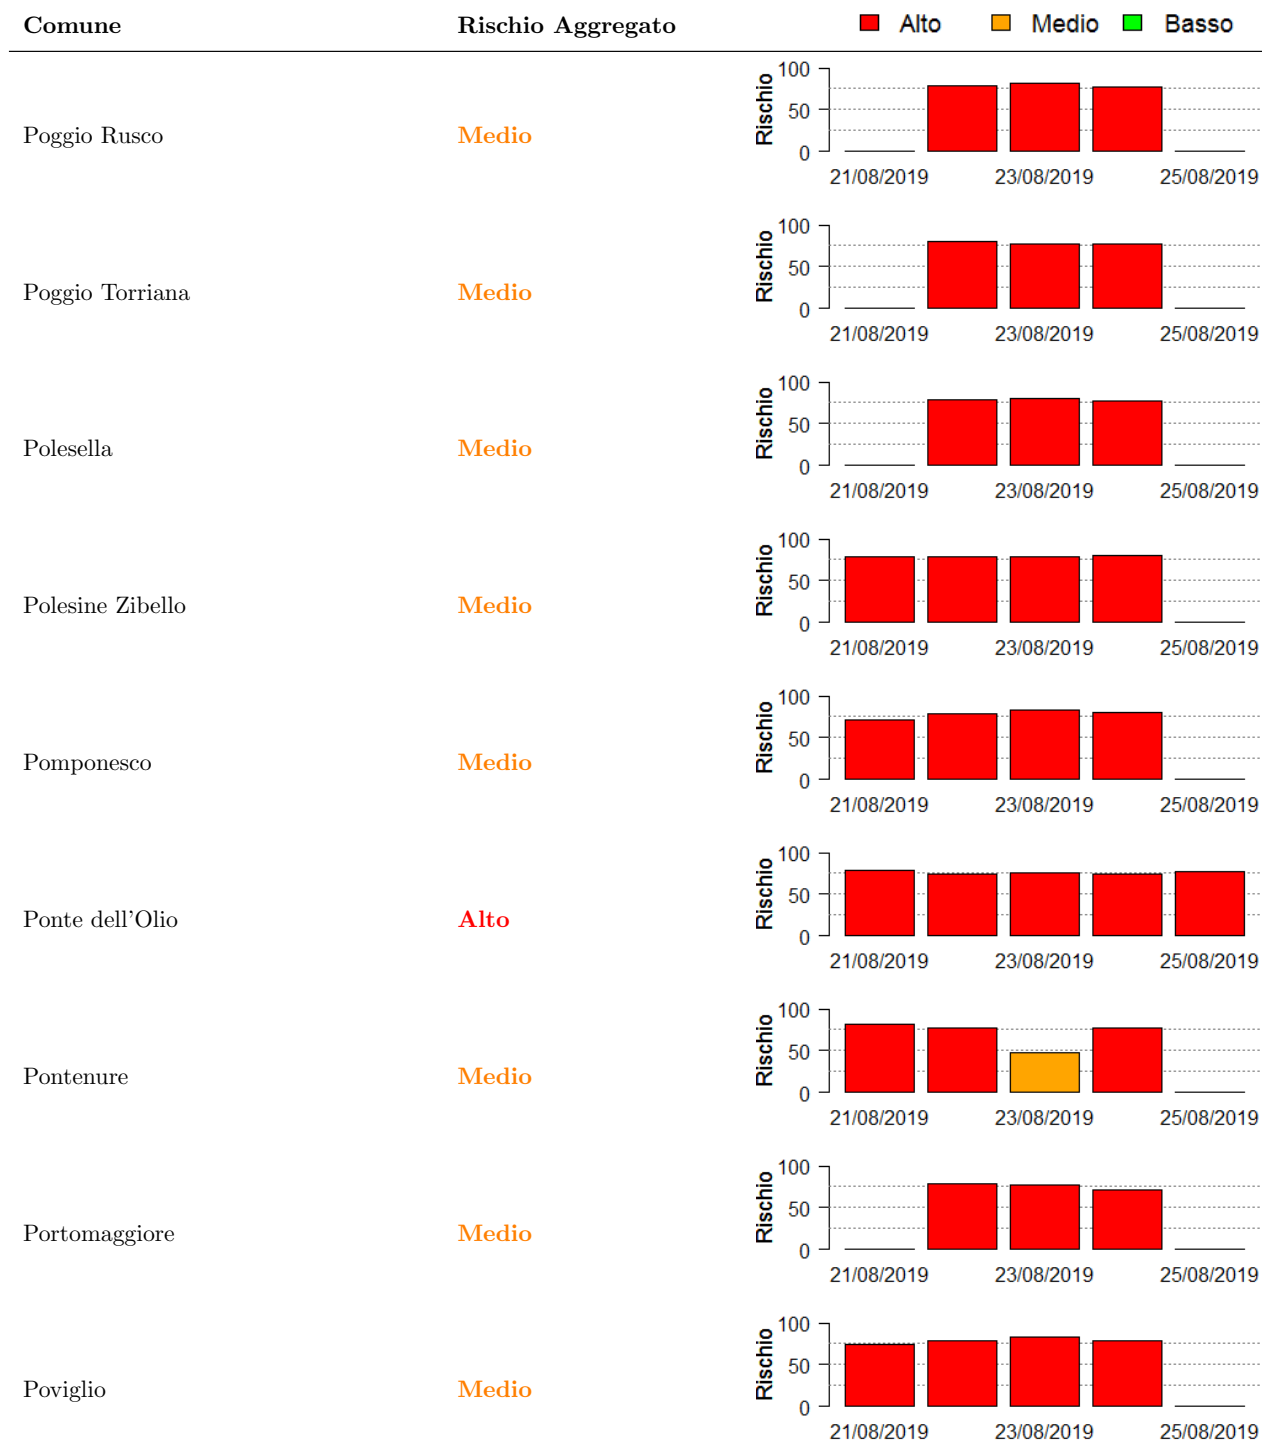 Comune Rischio Aggregato Alto Medio Basso
100
50
0
Rischio
Poggio Rusco Medio
21/08/2019 23/08/2019 25/08/2019
100
50
0
Rischio
Poggio Torriana Medio
21/08/2019 23/08/2019 25/08/2019
100
50
0
Rischio
Polesella Medio
21/08/2019 23/08/2019 25/08/2019
100
50
0
Rischio
Polesine Zibello Medio
21/08/2019 23/08/2019 25/08/2019
100
50
0
Rischio
Pomponesco Medio
21/08/2019 23/08/2019 25/08/2019
100
50
0
Rischio
Ponte dell'Olio Alto
21/08/2019 23/08/2019 25/08/2019
100
50
0
Rischio
Pontenure Medio
21/08/2019 23/08/2019 25/08/2019
100
50
0
Rischio
Portomaggiore Medio
21/08/2019 23/08/2019 25/08/2019
100
50
0
Rischio
Poviglio Medio
21/08/2019 23/08/2019 25/08/2019